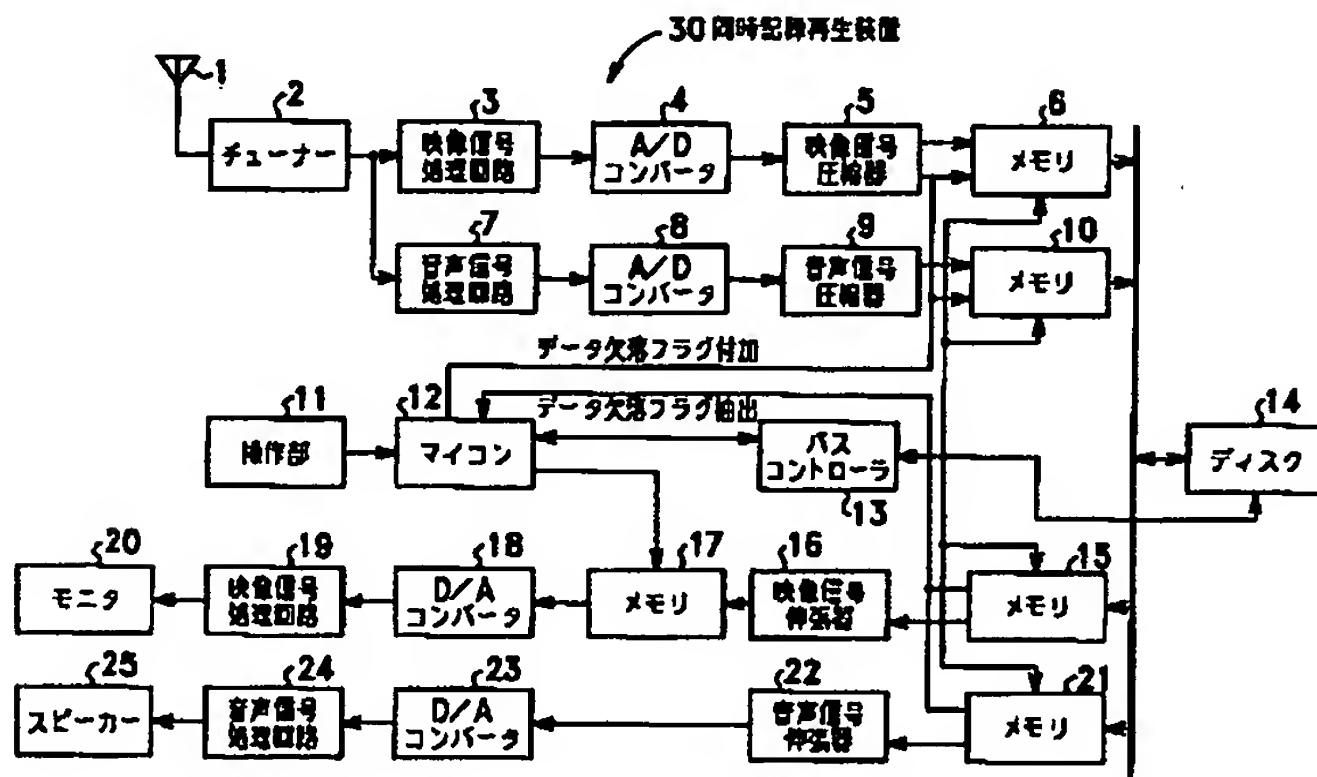 30 同時記録再生装置
1
2
チューナー
3
映像信号
処理回路
4
A/D
コンバータ
5
映像信号
圧縮器
6
メモリ
7
音声信号
処理回路
8
A/D
コンバータ
9
音声信号
圧縮器
10
メモリ
データ欠落フラグ付加
データ欠落フラグ抽出
11
操作部
12
マイコン
バス
コントローラ
13
14
ディスク
20
モニタ
19
映像信号
処理回路
18
D/A
コンバータ
17
メモリ
16
映像信号
伸張器
15
メモリ
25
スピーカー
24
音声信号
処理回路
23
D/A
コンバータ
22
音声信号
伸張器
21
メモリ